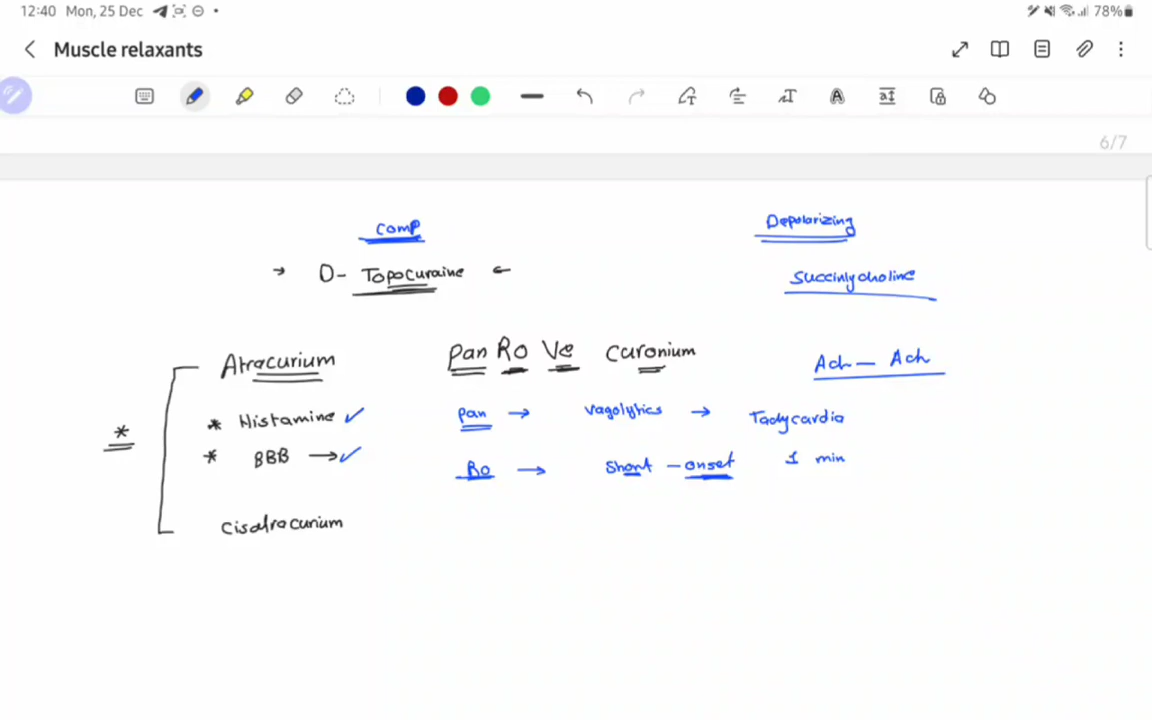 12:40 Mon, 25 Dec
78%
Muscle relaxants
6/7
Comp
Depolarizing
→ D- Topocuraine ←
Succinlycholine
Atracurium
Pan Ro Ve Curonium
Ach — Ach
* Histamine ✓
Pan → Vagolytics → Tachycardia
* BBB → ✓
Ro → Short - onset 1 min
*
Cisatracurium